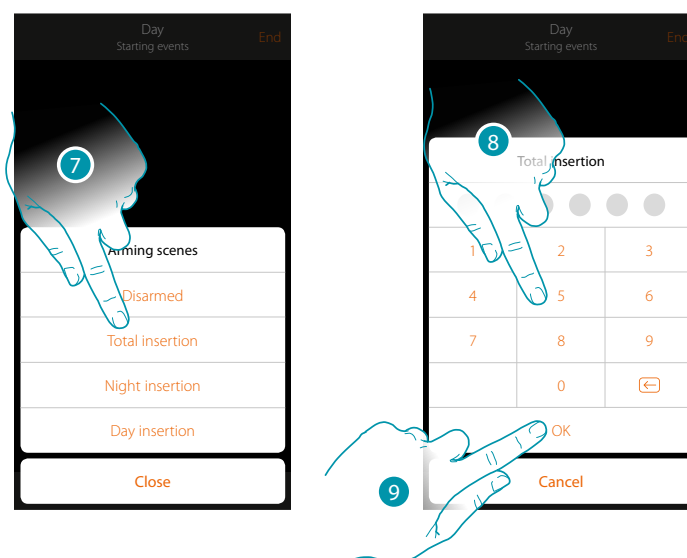 Day
Starting events
End
7
Arming scenes
Disarmed
Total insertion
Night insertion
Day insertion
Close
Day
Starting events
End
8
Total insertion
1 2 3
4 5 6
7 8 9
0
OK
9
Cancel